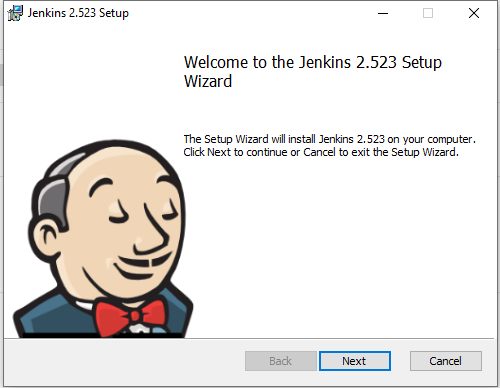 Jenkins 2.523 Setup
Welcome to the Jenkins 2.523 Setup
Wizard
The Setup Wizard will install Jenkins 2.523 on your computer.
Click Next to continue or Cancel to exit the Setup Wizard.
Back Next Cancel